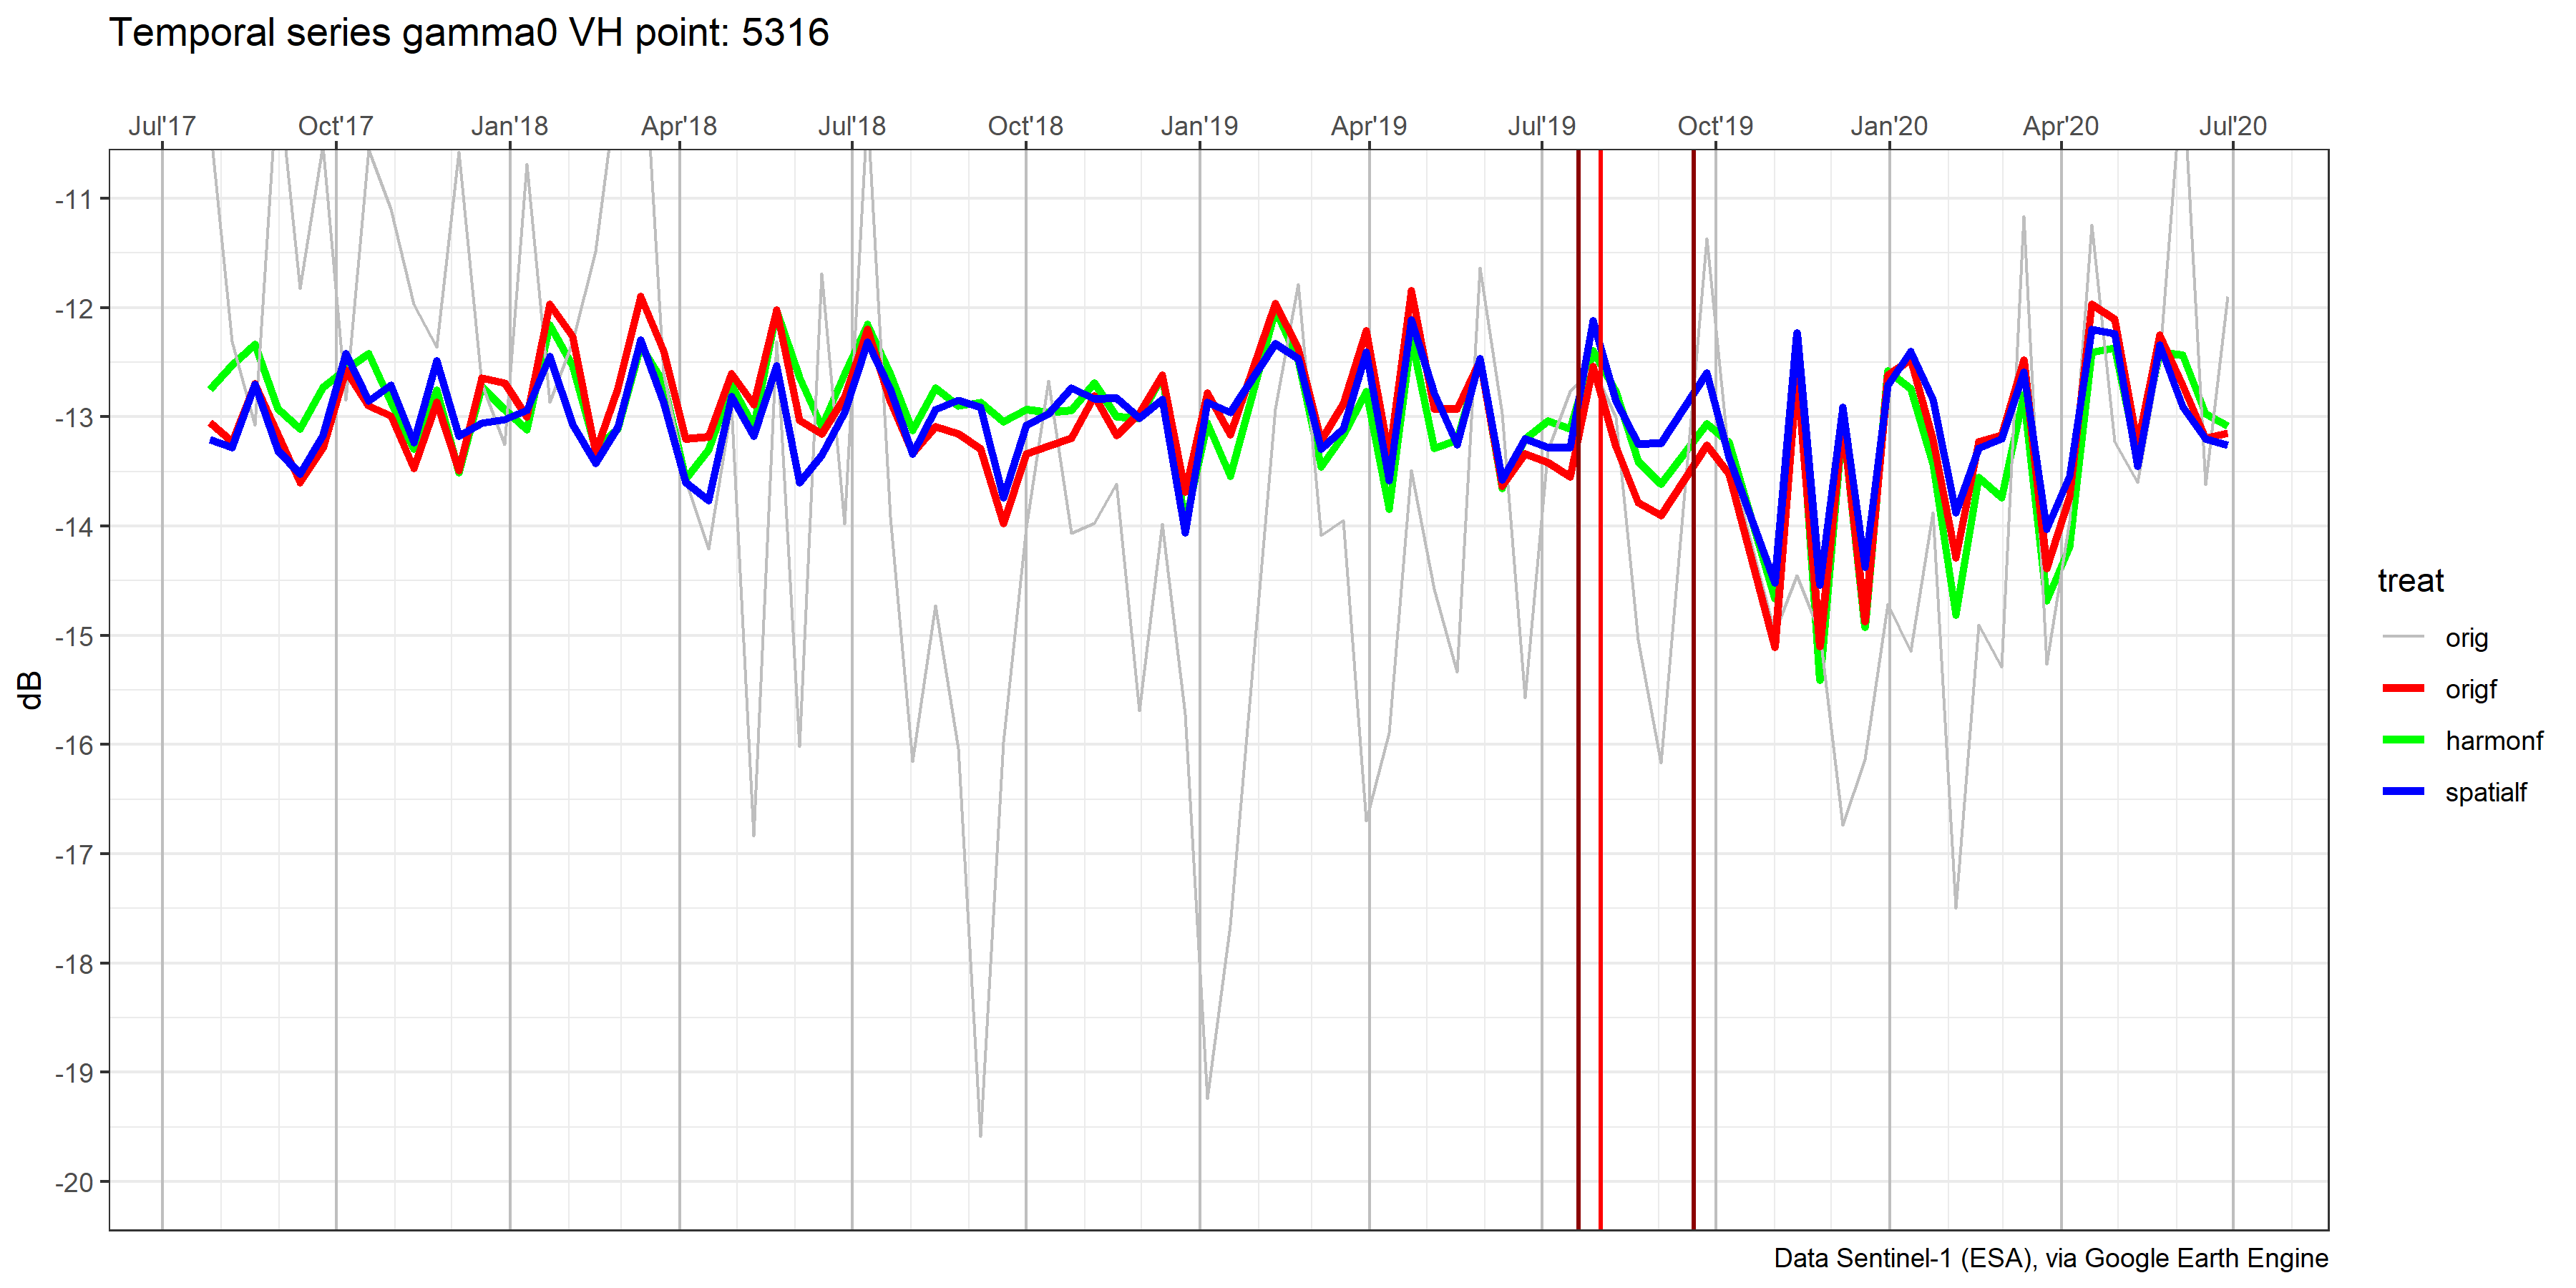 Temporal series gamma0 VH point: 5316
Jul'17 Oct'17 Jan'18 Apr'18 Jul'18 Oct'18 Jan'19 Apr'19 Jul'19 Oct'19 Jan'20 Apr'20 Jul'20
-11
-12
-13
-14
-15
-16
-17
-18
-19
-20
dB
treat
orig
origf
harmonf
spatialf
Data Sentinel-1 (ESA), via Google Earth Engine